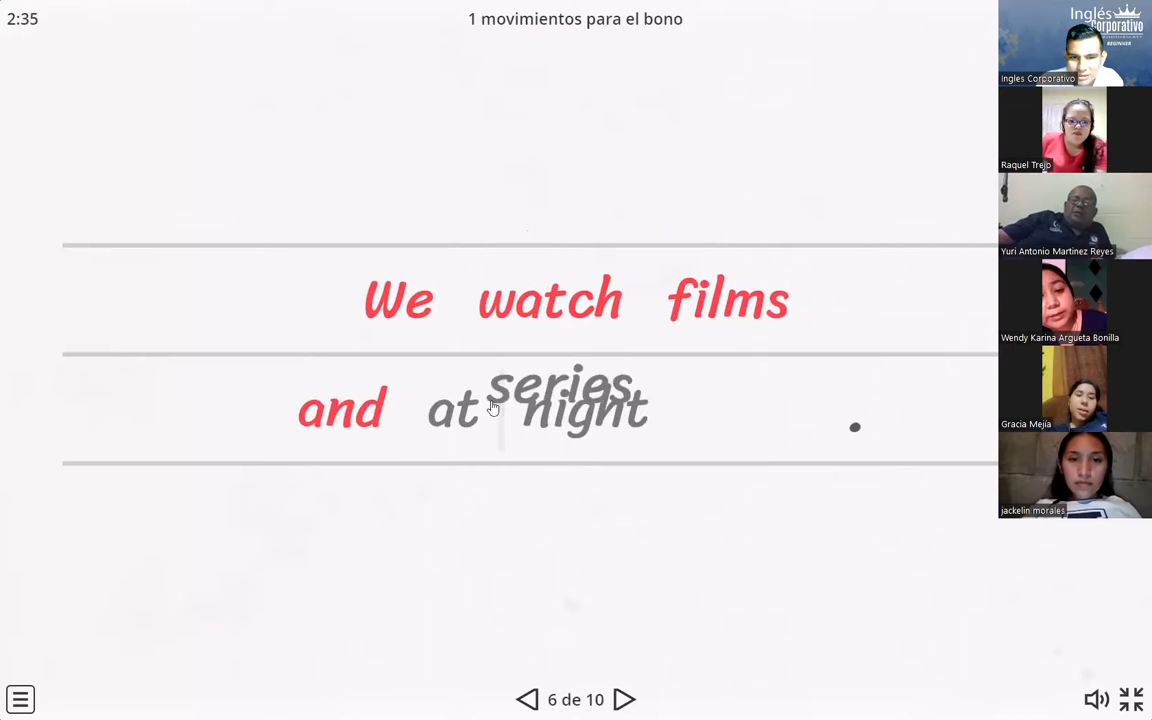 2:35
1 movimientos para el bono
We watch films
series
and at night .
6 de 10
Inglés
Corporativo
BEGINNER
Ingles Corporativo
Raquel Trejo
Yuri Antonio Martinez Reyes
Wendy Karina Argueta Bonilla
Gracia Mejía
jackelin morales